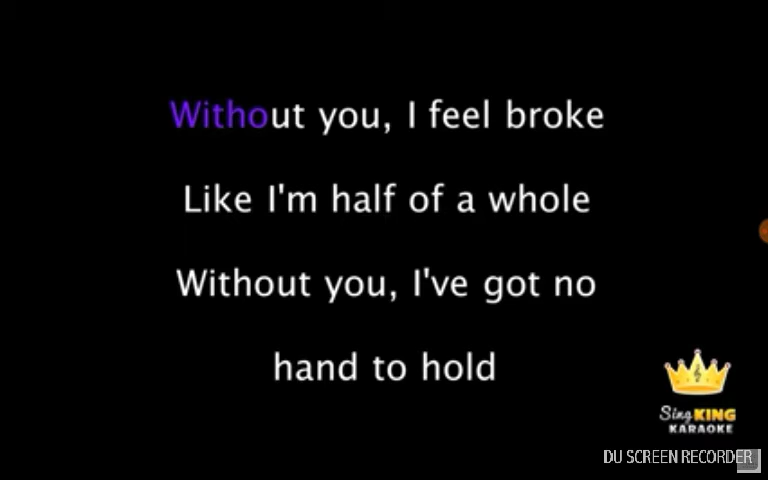 Without you, I feel broke
Like I'm half of a whole
Without you, I've got no
hand to hold
Sing KING
KARAOKE
DU SCREEN RECORDER